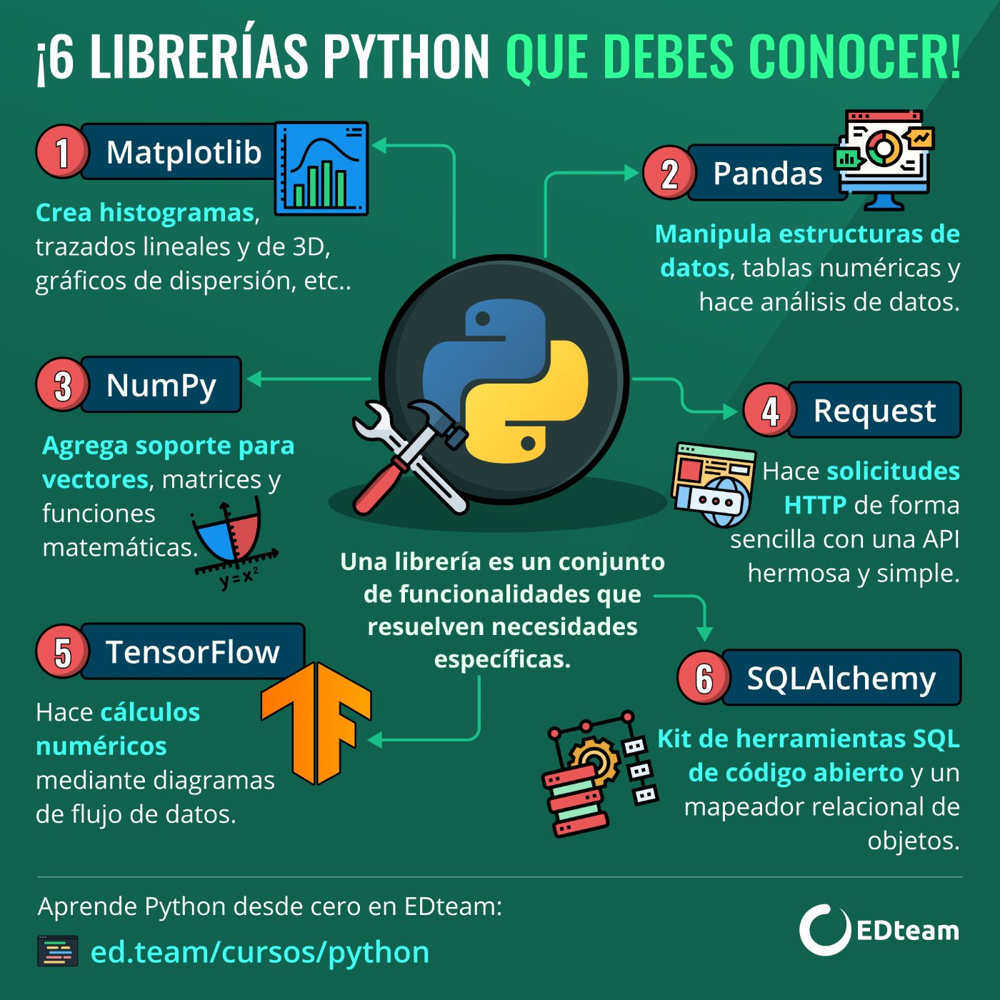 ¡6 LIBRERÍAS PYTHON QUE DEBES CONOCER!
1 Matplotlib
Crea histogramas,
trazados lineales y de 3D,
gráficos de dispersión, etc..
2 Pandas
Manipula estructuras de
datos, tablas numéricas y
hace análisis de datos.
3 NumPy
Agrega soporte para
vectores, matrices y
funciones
matemáticas.
y=x²
4 Request
Hace solicitudes
HTTP de forma
sencilla con una API
hermosa y simple.
Una librería es un conjunto
de funcionalidades que
resuelven necesidades
específicas.
5 TensorFlow
Hace cálculos
numéricos
mediante diagramas
de flujo de datos.
6 SQLAlchemy
Kit de herramientas SQL
de código abierto y un
mapeador relacional de
objetos.
Aprende Python desde cero en EDteam:
ed.team/cursos/python
EDteam